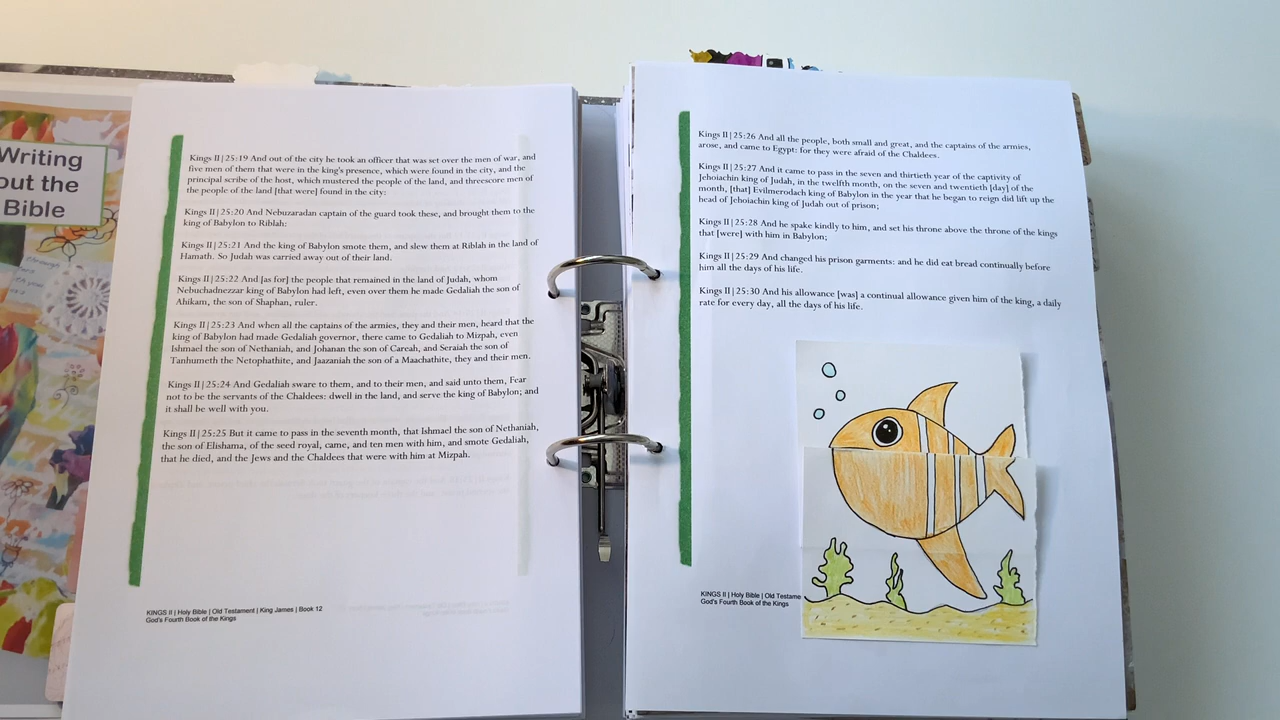 Writing
out the
Bible
Kings II | 25:19 And out of the city he took an officer that was set over the men of war, and
five men of them that were in the king's presence, which were found in the city, and the
principal scribe of the host, which mustered the people of the land, and threescore men of
the people of the land [that were] found in the city:
Kings II | 25:20 And Nebuzaradan captain of the guard took these, and brought them to the
king of Babylon to Riblah:
Kings II | 25:21 And the king of Babylon smote them, and slew them at Riblah in the land of
Hamath. So Judah was carried away out of their land.
Kings II | 25:22 And [as for] the people that remained in the land of Judah, whom
Nebuchadnezzar king of Babylon had left, even over them he made Gedaliah the son of
Ahikam, the son of Shaphan, ruler.
Kings II | 25:23 And when all the captains of the armies, they and their men, heard that the
king of Babylon had made Gedaliah governor, there came to Gedaliah to Mizpah, even
Ishmael the son of Nethaniah, and Johanan the son of Careah, and Seraiah the son of
Tanhumeth the Netophathite, and Jaazaniah the son of a Maachathite, they and their men.
Kings II | 25:24 And Gedaliah sware to them, and to their men, and said unto them, Fear
not to be the servants of the Chaldees: dwell in the land, and serve the king of Babylon; and
it shall be well with you.
Kings II | 25:25 But it came to pass in the seventh month, that Ishmael the son of Nethaniah,
the son of Elishama, of the seed royal, came, and ten men with him, and smote Gedaliah,
that he died, and the Jews and the Chaldees that were with him at Mizpah.
KINGS II | Holy Bible | Old Testament | King James | Book 12
God's Fourth Book of the Kings
Kings II | 25:26 And all the people, both small and great, and the captains of the armies,
arose, and came to Egypt: for they were afraid of the Chaldees.
Kings II | 25:27 And it came to pass in the seven and thirtieth year of the captivity of
Jehoiachin king of Judah, in the twelfth month, on the seven and twentieth [day] of the
month, [that] Evilmerodach king of Babylon in the year that he began to reign did lift up the
head of Jehoiachin king of Judah out of prison;
Kings II | 25:28 And he spake kindly to him, and set his throne above the throne of the kings
that [were] with him in Babylon;
Kings II | 25:29 And changed his prison garments: and he did eat bread continually before
him all the days of his life.
Kings II | 25:30 And his allowance [was] a continual allowance given him of the king, a daily
rate for every day, all the days of his life.
KINGS II | Holy Bible | Old Testame
God's Fourth Book of the Kings